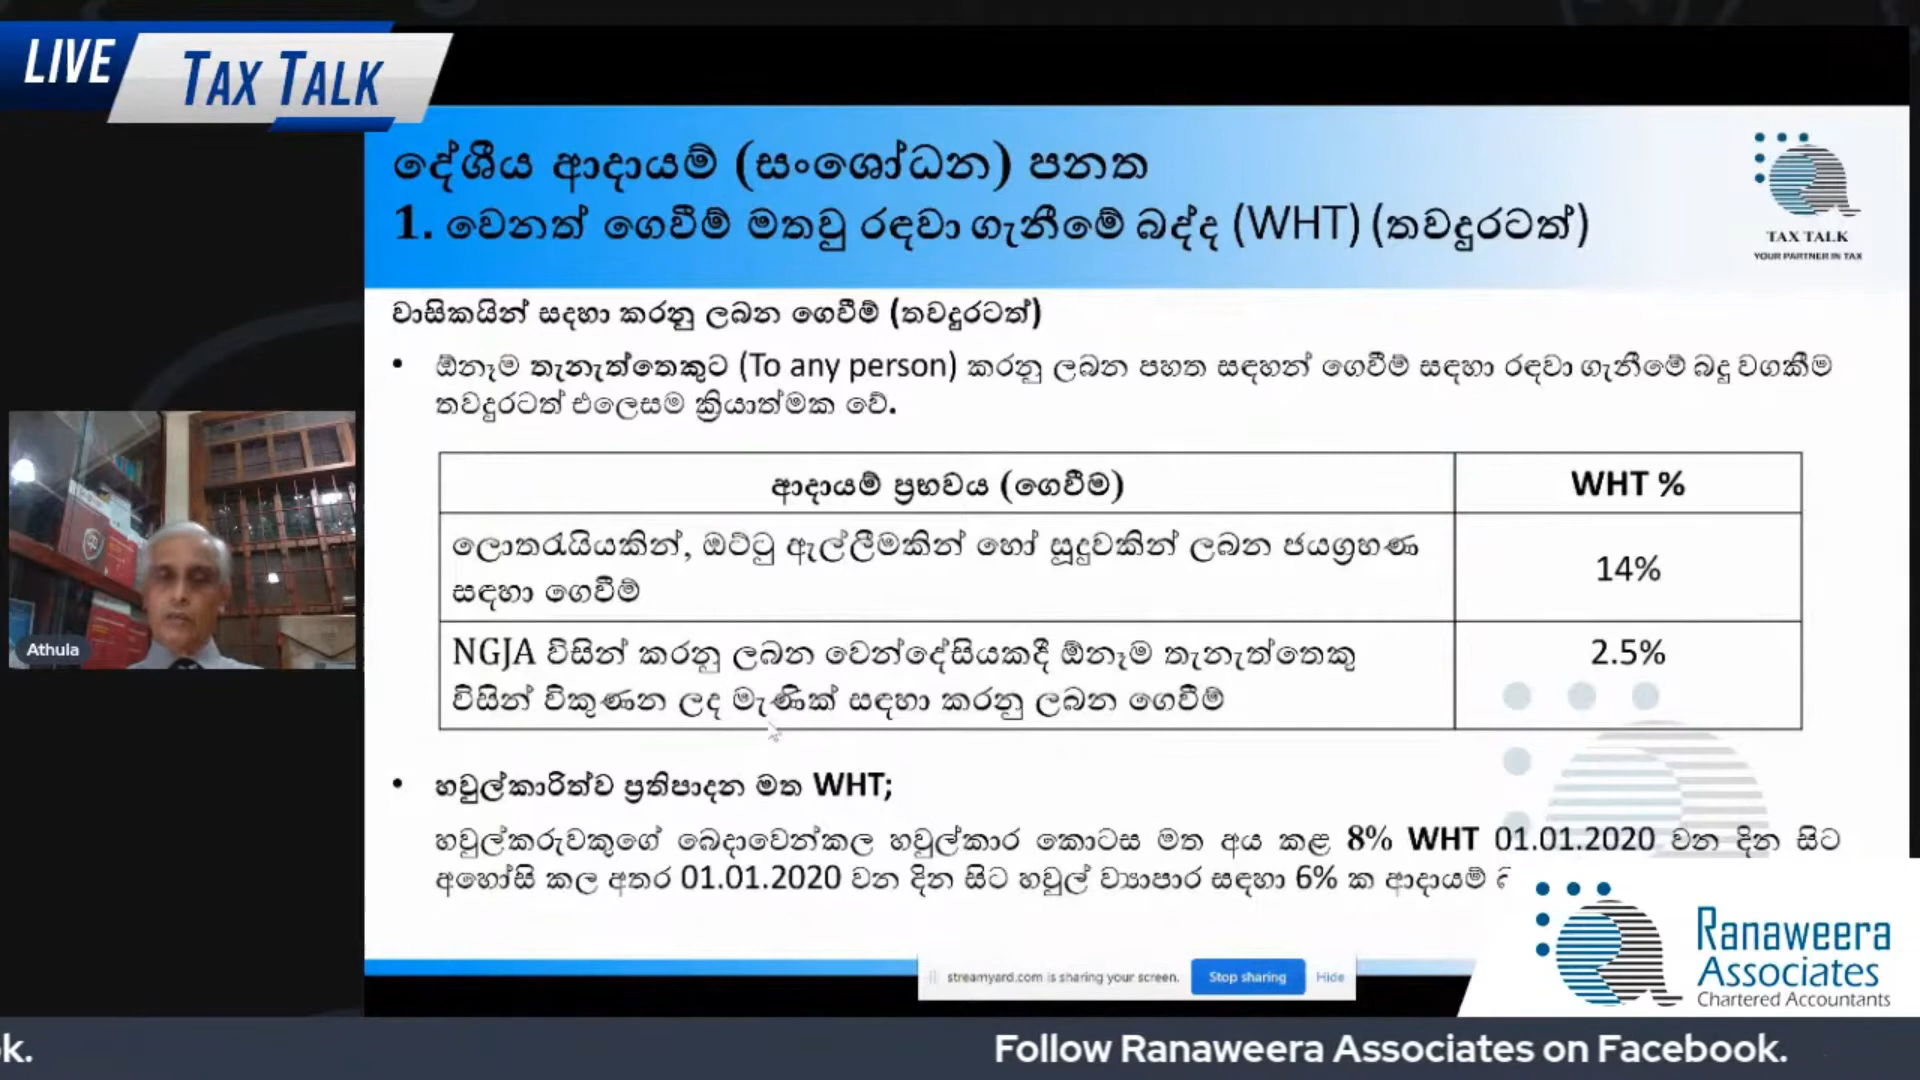 LIVE
TAX TALK
දේශීය ආදායම් (සංශෝධන) පනත
1. වෙනත් ගෙවීම් මතවු රඳවා ගැනීමේ බද්ද (WHT) (තවදුරටත්)
TAX TALK
YOUR PARTNER IN TAX
වාසිකයින් සඳහා කරනු ලබන ගෙවීම් (තවදුරටත්)
• ඕනෑම තැනැත්තෙකුට (To any person) කරනු ලබන පහත සඳහන් ගෙවීම් සඳහා රඳවා ගැනීමේ බදු වගකීම
තවදුරටත් එලෙසම ක්‍රියාත්මක වේ.
ආදායම් ප්‍රභවය (ගෙවීම)
WHT %
ලොතරැයියකින්, ඔට්ටු ඇල්ලීමකින් හෝ සූදුවකින් ලබන ජයග්‍රහණ
සඳහා ගෙවීම්
14%
NGJA විසින් කරනු ලබන වෙන්දේසියකදී ඕනෑම තැනැත්තෙකු
විසින් විකුණන ලද මැණික් සඳහා කරනු ලබන ගෙවීම්
2.5%
• හවුල්කාරිත්ව ප්‍රතිපාදන මත WHT;
හවුල්කරුවකුගේ බෙදාවෙන්කල හවුල්කාර කොටස මත අය කළ 8% WHT 01.01.2020 වන දින සිට
අහෝසි කල අතර 01.01.2020 වන දින සිට හවුල් ව්‍යාපාර සඳහා 6% ක ආදායම්
Athula
streamyard.com is sharing your screen.
Stop sharing
Hide
Ranaweera
Associates
Chartered Accountants
k.
Follow Ranaweera Associates on Facebook.